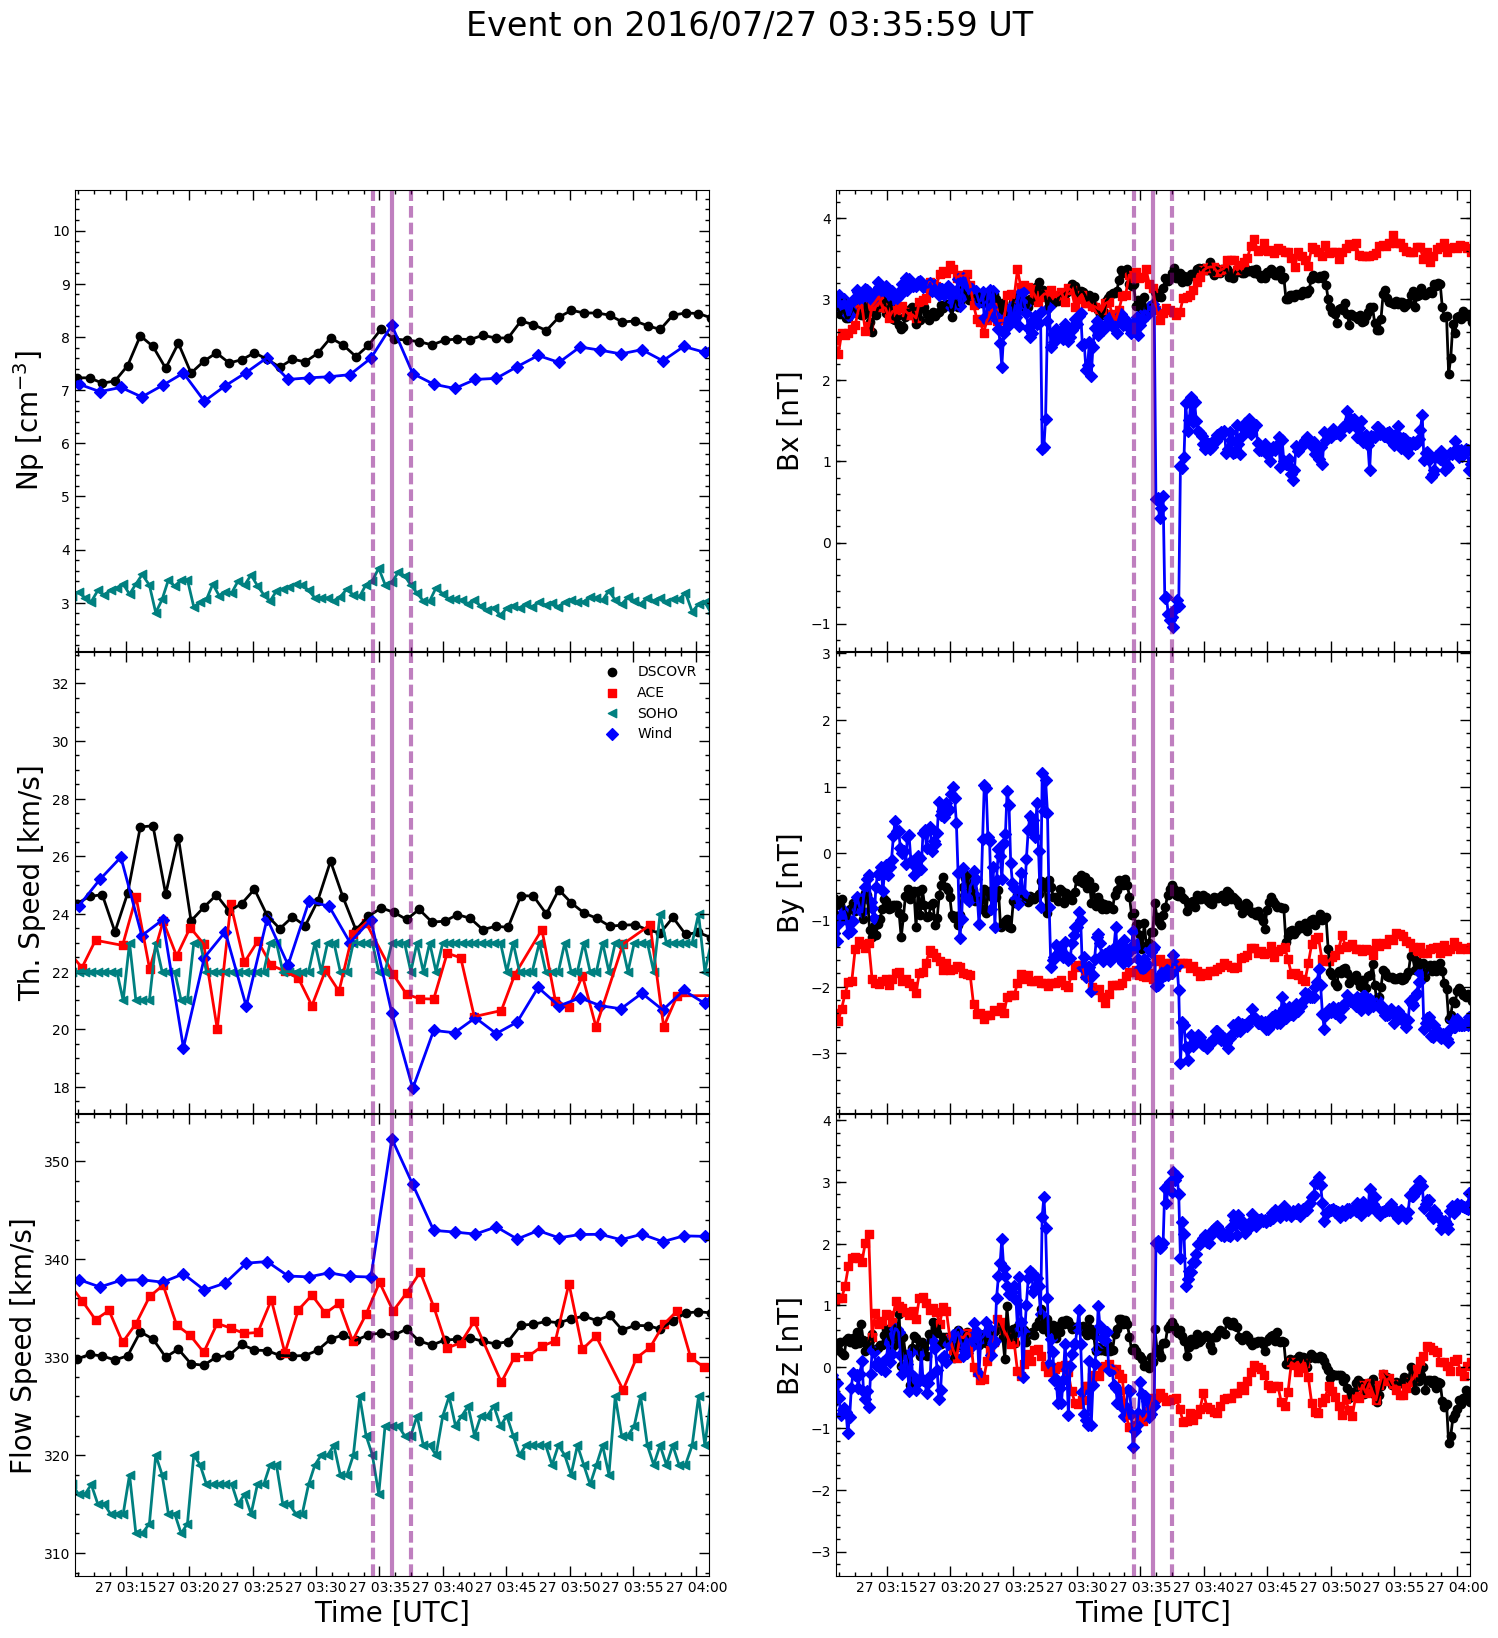 Event on 2016/07/27 03:35:59 UT
10
9
8
7
6
5
4
3
Np [cm⁻³]
4
3
2
1
0
−1
Bx [nT]
32
30
28
26
24
22
20
18
Th. Speed [km/s]
DSCOVR
ACE
SOHO
Wind
3
2
1
0
−1
−2
−3
By [nT]
350
340
330
320
310
Flow Speed [km/s]
4
3
2
1
0
−1
−2
−3
Bz [nT]
27 03:15 27 03:20 27 03:25 27 03:30 27 03:35 27 03:40 27 03:45 27 03:50 27 03:55 27 04:00
Time [UTC]
27 03:15 27 03:20 27 03:25 27 03:30 27 03:35 27 03:40 27 03:45 27 03:50 27 03:55 27 04:00
Time [UTC]